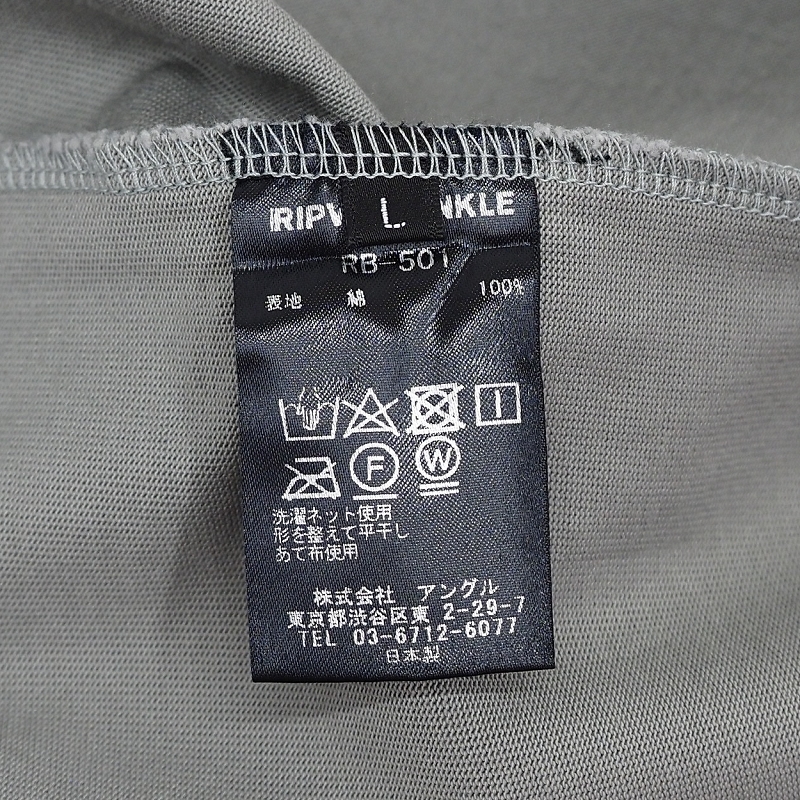 RIPV L NKLE
RB-501
表地 綿 100%
F W
洗濯ネット使用
形を整えて平干し
あて布使用
株式会社 アングル
東京都渋谷区東 2-29-7
TEL 03-6712-6077
日本製